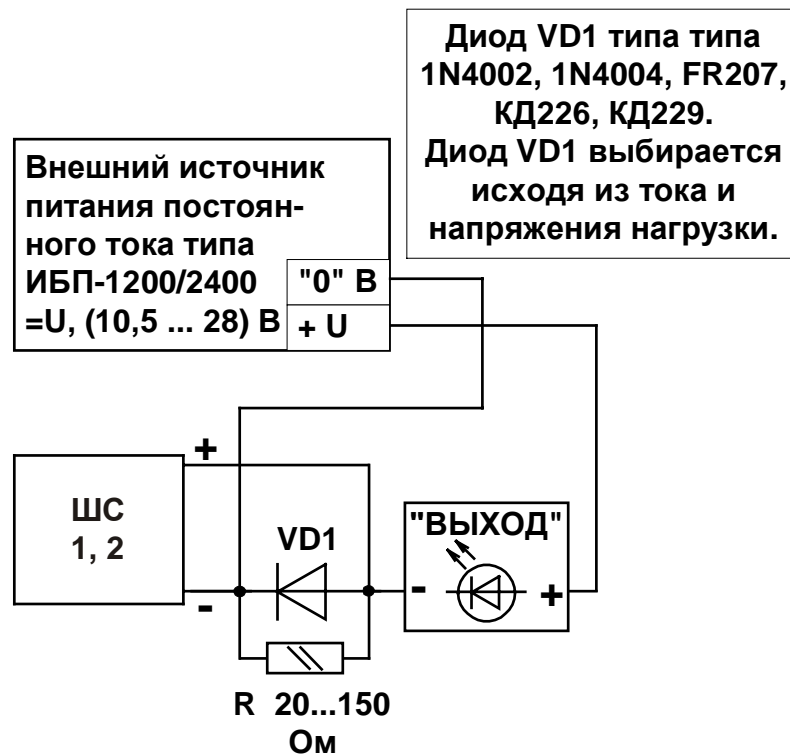 Диод VD1 типа типа
1N4002, 1N4004, FR207,
КД226, КД229.
Диод VD1 выбирается
исходя из тока и
напряжения нагрузки.
Внешний источник
питания постоян-
ного тока типа
ИБП-1200/2400
=U, (10,5 ... 28) В
"0" В
+ U
+
ШС
1, 2
-
VD1
"ВЫХОД"
- +
R 20...150
Ом